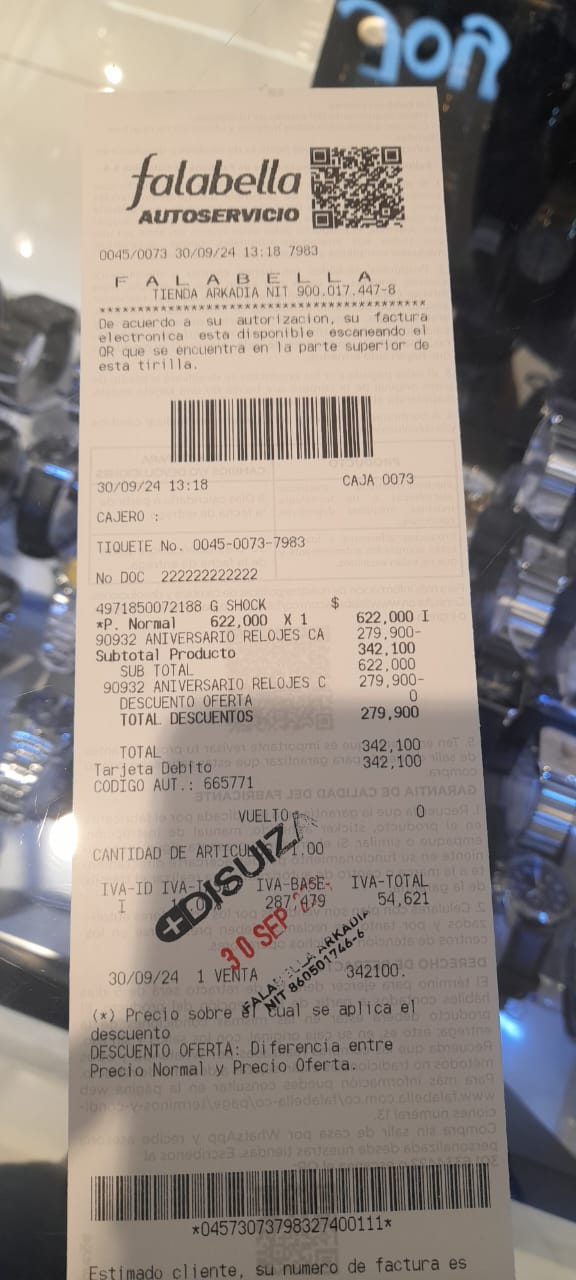 falabella
AUTOSERVICIO
0045/0073 30/09/24 13:18 7983
F A L A B E L L A
TIENDA ARKADIA NIT 900.017.447-8
****************************************
De acuerdo a su autorizacion, su factura
electronica esta disponible escaneando el
QR que se encuentra en la parte superior de
esta tirilla.
30/09/24 13:18 CAJA 0073
CAJERO :
TIQUETE No. 0045-0073-7983
No DOC 222222222222
4971850072188 G SHOCK $
*P. Normal 622,000 X 1 622,000 I
90932 ANIVERSARIO RELOJES CA 279,900-
Subtotal Producto 342,100
SUB TOTAL 622,000
90932 ANIVERSARIO RELOJES C 279,900-
DESCUENTO OFERTA 0
TOTAL DESCUENTOS 279,900
TOTAL 342,100
Tarjeta Debito 342,100
CODIGO AUT.: 665771
VUELTO 0
CANTIDAD DE 1.00
IVA-ID IVA-BASE- IVA-TOTAL
I 287,479 54,621
DISUIZA
30 SEP
FALABELLA ARKADIA
NIT 860501746-6
30/09/24 1 VENTA 342100.
(*) Precio sobre el cual se aplica el
descuento
DESCUENTO OFERTA: Diferencia entre
Precio Normal y Precio Oferta.
*04573073798327400111*
Estimado cliente, su numero de factura es